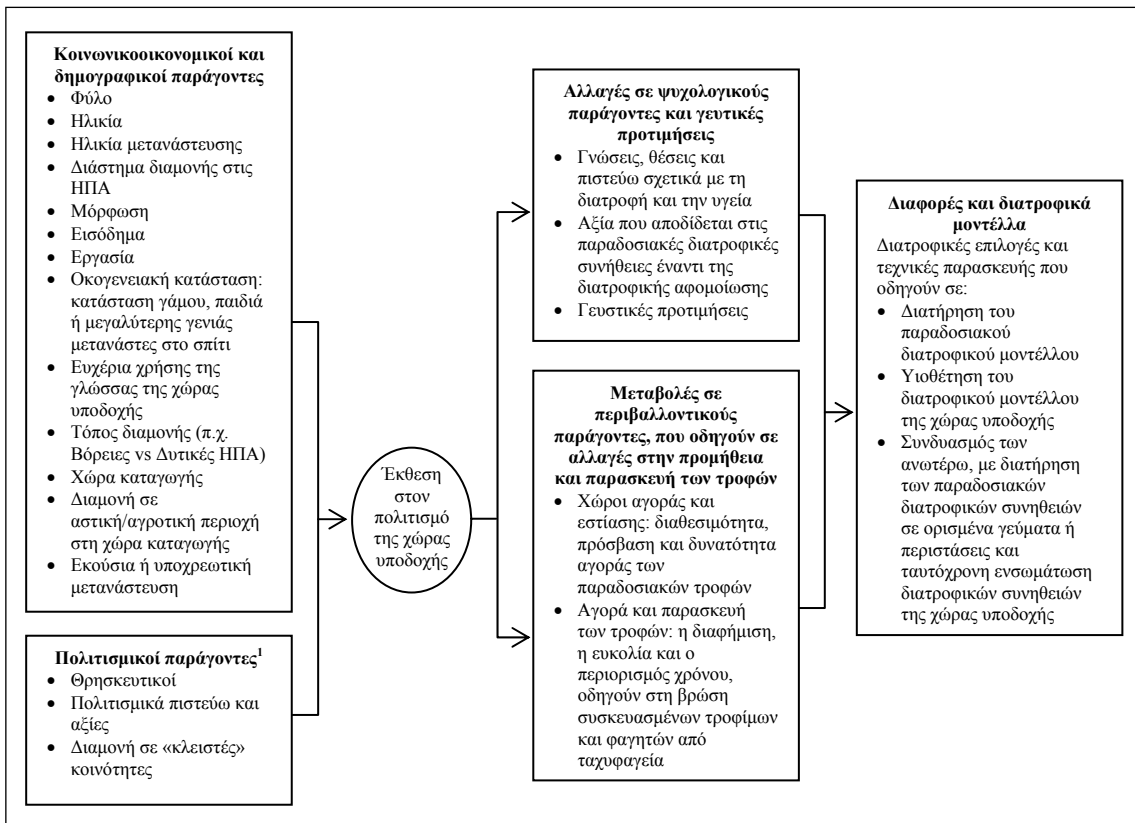 Κοινωνικοοικονομικοί και
δημογραφικοί παράγοντες
• Φύλο
• Ηλικία
• Ηλικία μετανάστευσης
• Διάστημα διαμονής στις
ΗΠΑ
• Μόρφωση
• Εισόδημα
• Εργασία
• Οκογενειακή κατάσταση:
κατάσταση γάμου, παιδιά
ή μεγαλύτερης γενιάς
μετανάστες στο σπίτι
• Ευχέρια χρήσης της
γλώσσας της χώρας
υποδοχής
• Τόπος διαμονής (π.χ.
Βόρειες vs Δυτικές ΗΠΑ)
• Χώρα καταγωγής
• Διαμονή σε
αστική/αγροτική περιοχή
στη χώρα καταγωγής
• Εκούσια ή υποχρεωτική
μετανάστευση
Πολιτισμικοί παράγοντες¹
• Θρησκευτικοί
• Πολιτισμικά πιστεύω και
αξίες
• Διαμονή σε «κλειστές»
κοινότητες
Έκθεση
στον
πολιτισμό
της χώρας
υποδοχής
Αλλαγές σε ψυχολογικούς
παράγοντες και γευτικές
προτιμήσεις
• Γνώσεις, θέσεις και
πιστεύω σχετικά με τη
διατροφή και την υγεία
• Αξία που αποδίδεται στις
παραδοσιακές διατροφικές
συνήθειες έναντι της
διατροφικής αφομοίωσης
• Γευστικές προτιμήσεις
Μεταβολές σε
περιβαλλοντικούς
παράγοντες, που οδηγούν σε
αλλαγές στην προμήθεια
και παρασκευή των τροφών
• Χώροι αγοράς και
εστίασης: διαθεσιμότητα,
πρόσβαση και δυνατότητα
αγοράς των
παραδοσιακών τροφών
• Αγορά και παρασκευή
των τροφών: η διαφήμιση,
η ευκολία και ο
περιορισμός χρόνου,
οδηγούν στη βρώση
συσκευασμένων τροφίμων
και φαγητών από
ταχυφαγεία
Διαφορές και διατροφικά
μοντέλλα
Διατροφικές επιλογές και
τεχνικές παρασκευής που
οδηγούν σε:
• Διατήρηση του
παραδοσιακού
διατροφικού μοντέλλου
• Υιοθέτηση του
διατροφικού μοντέλλου
της χώρας υποδοχής
• Συνδυασμός των
ανωτέρω, με διατήρηση
των παραδοσιακών
διατροφικών συνηθειών
σε ορισμένα γεύματα ή
περιστάσεις και
ταυτόχρονη ενσωμάτωση
διατροφικών συνηθειών
της χώρας υποδοχής